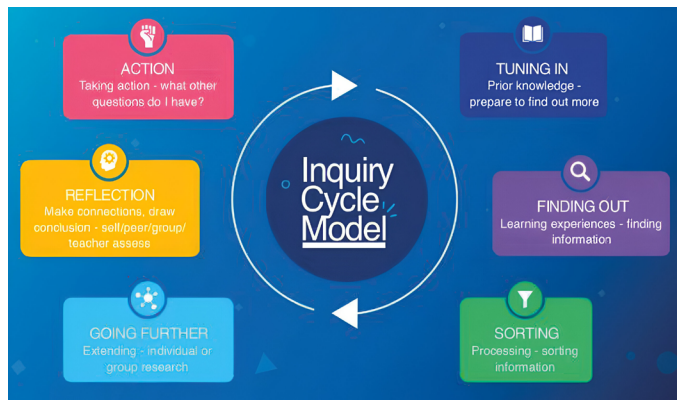 Inquiry
Cycle
Model
TUNING IN
Prior knowledge -
prepare to find out more
FINDING OUT
Learning experiences - finding
information
SORTING
Processing - sorting
information
GOING FURTHER
Extending - individual or
group research
REFLECTION
Make connections, draw
conclusion - self/peer/group/
teacher assess
ACTION
Taking action - what other
questions do I have?